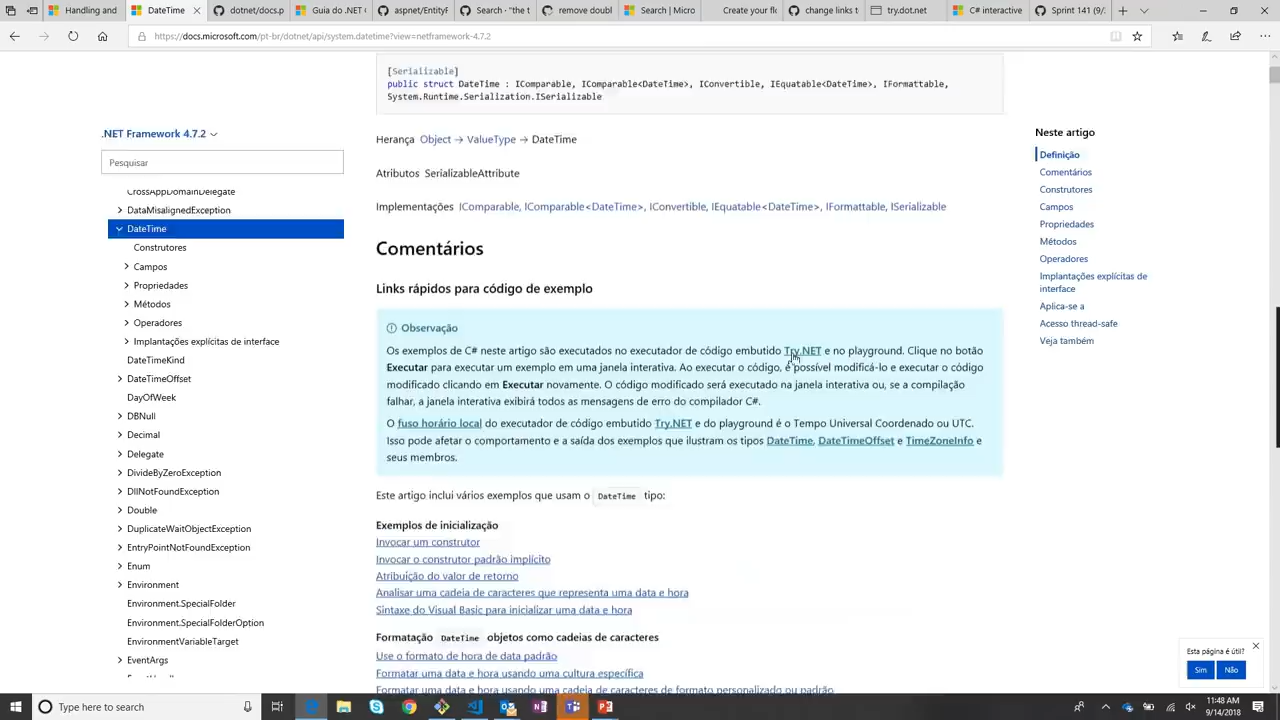 Handling and
DateTime
dotnet/docs.p
Guia do .NET
aspnet/EntityF
Search · "the t
remove doubl
Search | Micro
Create your fl
change links t
try.dot.net
C# interactive
Sprint 141 (9/
https://docs.microsoft.com/pt-br/dotnet/api/system.datetime?view=netframework-4.7.2
[Serializable]
public struct DateTime : IComparable, IComparable<DateTime>, IConvertible, IEquatable<DateTime>, IFormattable,
System.Runtime.Serialization.ISerializable
.NET Framework 4.7.2
Pesquisar
CrossAppDomainDelegate
DataMisalignedException
DateTime
Construtores
Campos
Propriedades
Métodos
Operadores
Implantações explícitas de interface
DateTimeKind
DateTimeOffset
DayOfWeek
DBNull
Decimal
Delegate
DivideByZeroException
DllNotFoundException
Double
DuplicateWaitObjectException
EntryPointNotFoundException
Enum
Environment
Environment.SpecialFolder
Environment.SpecialFolderOption
EnvironmentVariableTarget
EventArgs
Herança Object → ValueType → DateTime
Atributos SerializableAttribute
Implementações IComparable, IComparable<DateTime>, IConvertible, IEquatable<DateTime>, IFormattable, ISerializable
Comentários
Links rápidos para código de exemplo
Observação
Os exemplos de C# neste artigo são executados no executador de código embutido Try.NET e no playground. Clique no botão
Executar para executar um exemplo em uma janela interativa. Ao executar o código, é possível modificá-lo e executar o código
modificado clicando em Executar novamente. O código modificado será executado na janela interativa ou, se a compilação
falhar, a janela interativa exibirá todos as mensagens de erro do compilador C#.
O fuso horário local do executador de código embutido Try.NET e do playground é o Tempo Universal Coordenado ou UTC.
Isso pode afetar o comportamento e a saída dos exemplos que ilustram os tipos DateTime, DateTimeOffset e TimeZoneInfo e
seus membros.
Este artigo inclui vários exemplos que usam o DateTime tipo:
Exemplos de inicialização
Invocar um construtor
Invocar o construtor padrão implícito
Atribuição do valor de retorno
Analisar uma cadeia de caracteres que representa uma data e hora
Sintaxe do Visual Basic para inicializar uma data e hora
Formatação DateTime objetos como cadeias de caracteres
Use o formato de hora de data padrão
Formatar uma data e hora usando uma cultura específica
Formatar uma data e hora usando uma cadeia de caracteres de formato personalizado ou padrão
Neste artigo
Definição
Comentários
Construtores
Campos
Propriedades
Métodos
Operadores
Implantações explícitas de
interface
Aplica-se a
Acesso thread-safe
Veja também
Esta página é útil?
Sim
Não
Type here to search
11:48 AM
9/14/2018